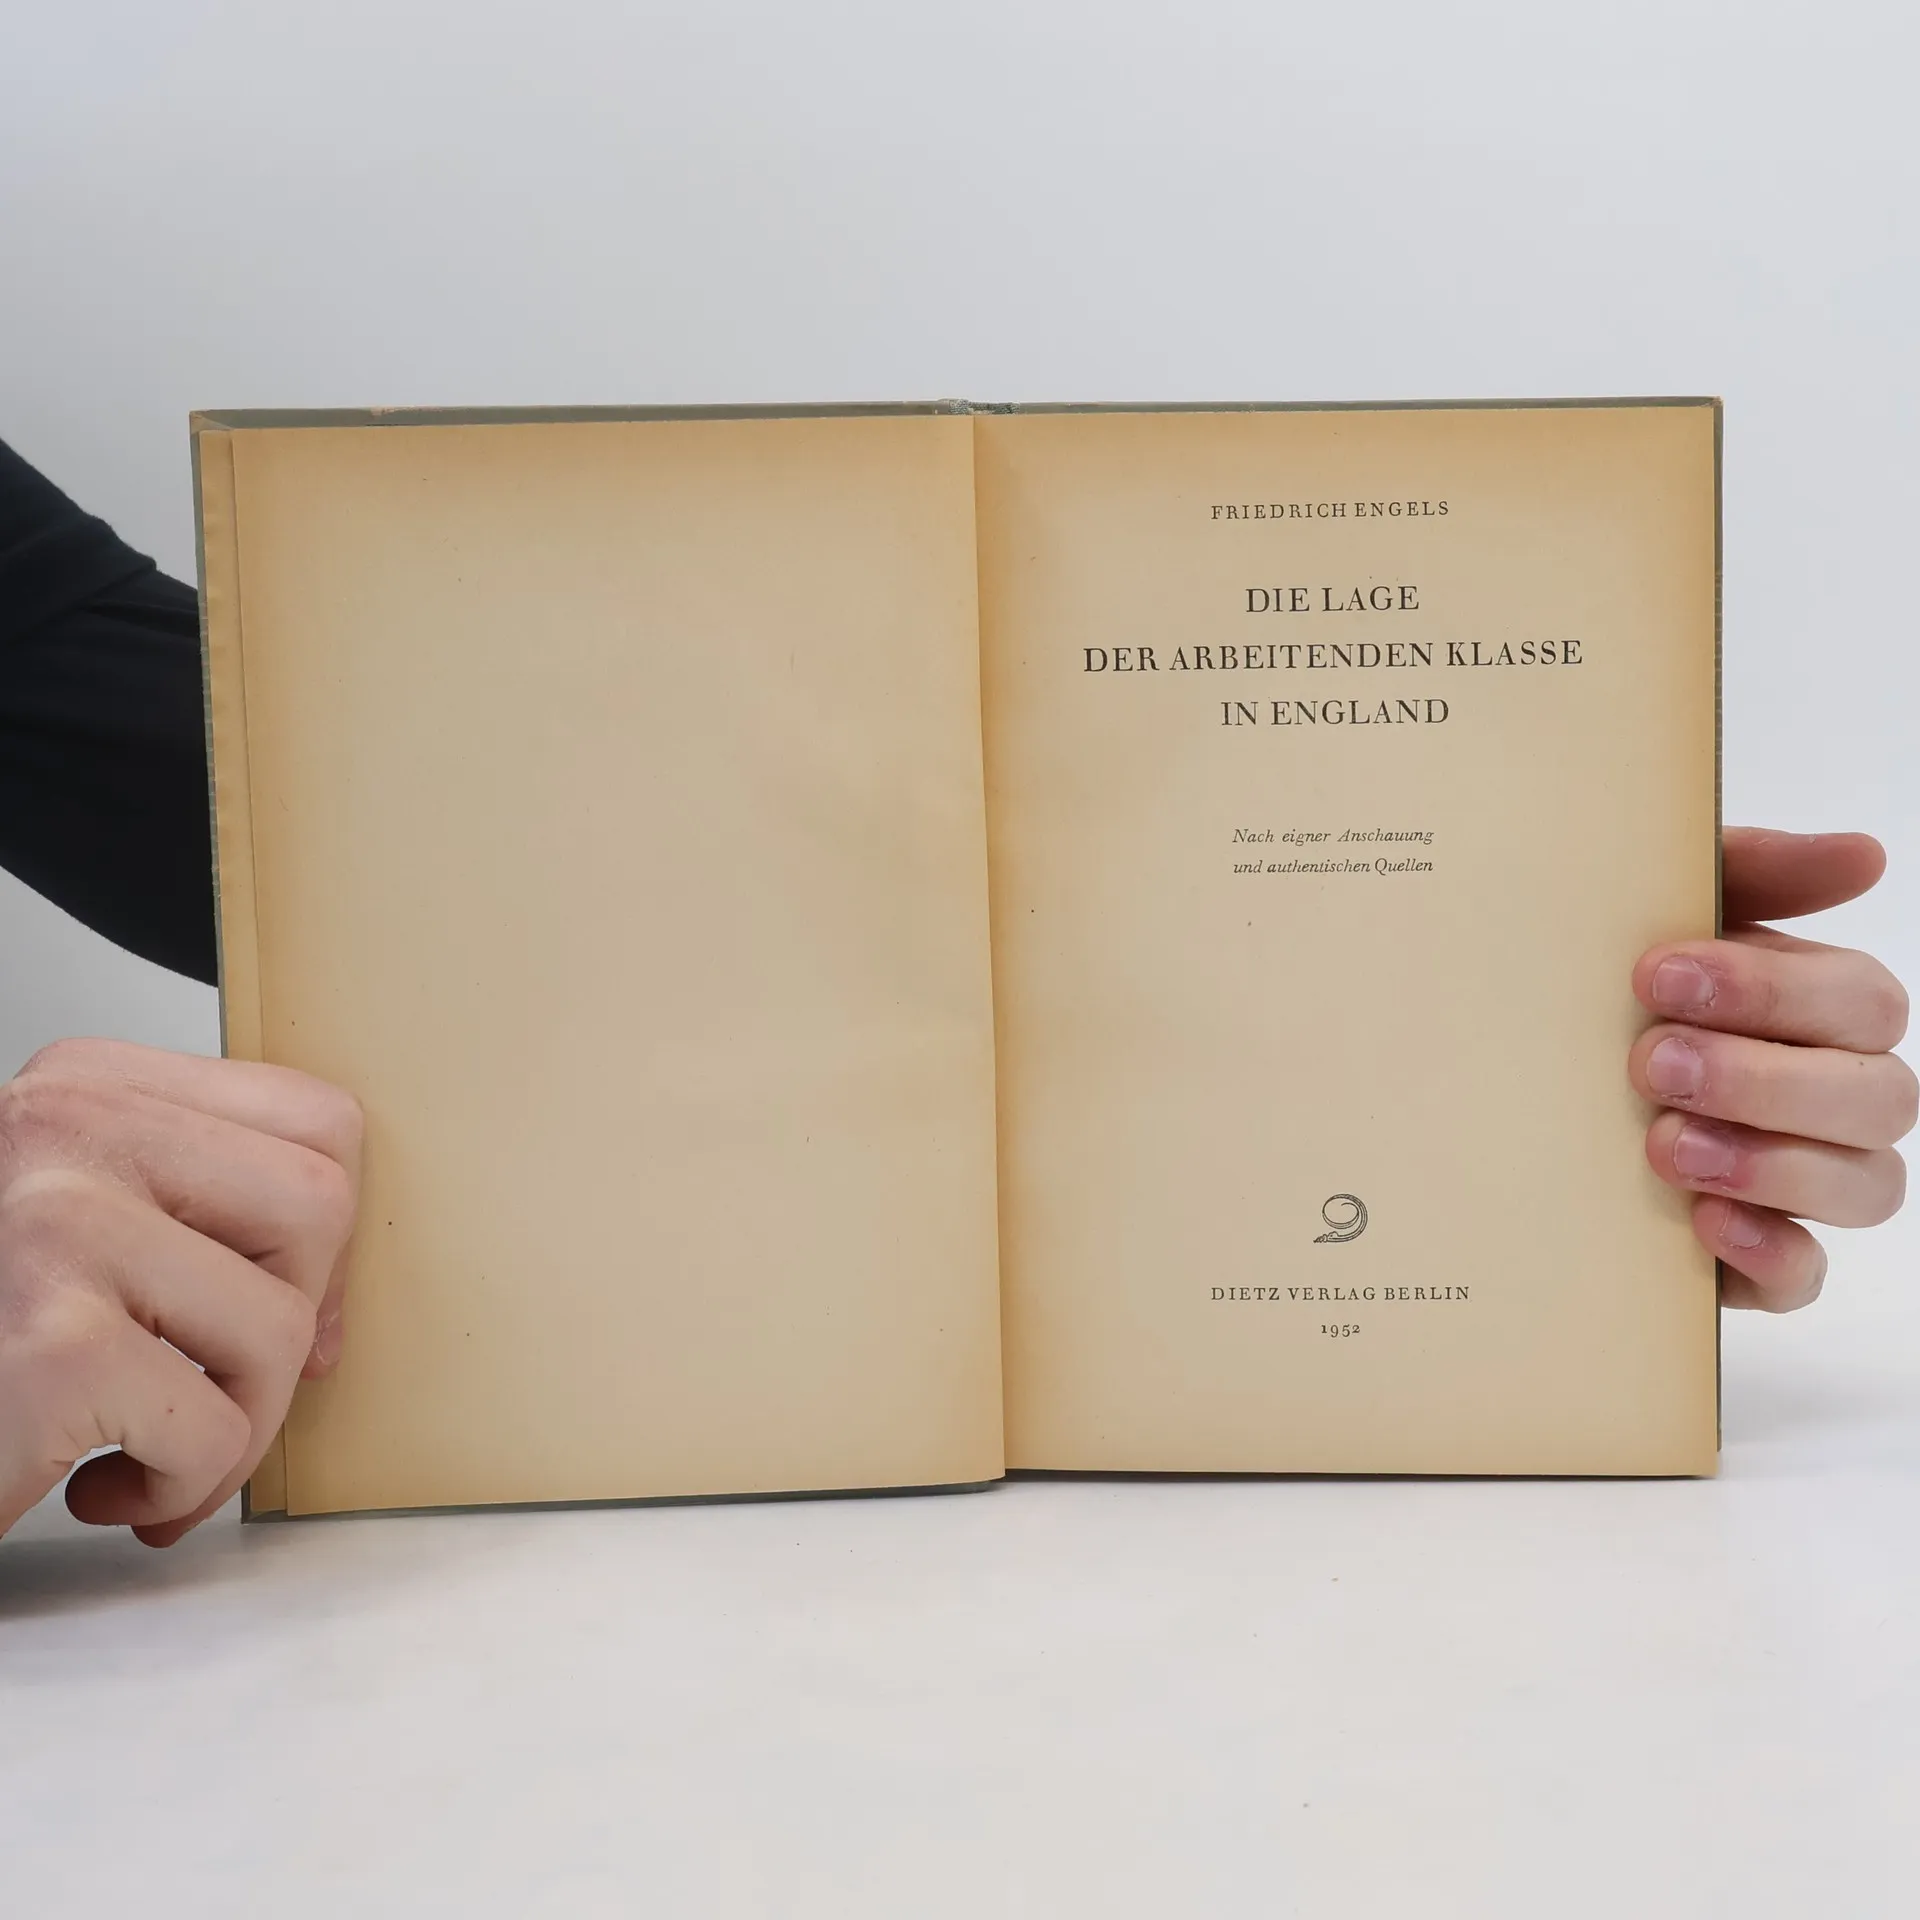 FRIEDRICH ENGELS
DIE LAGE
DER ARBEITENDEN KLASSE
IN ENGLAND
Nach eigner Anschauung
und authentischen Quellen
DIETZ VERLAG BERLIN
1952